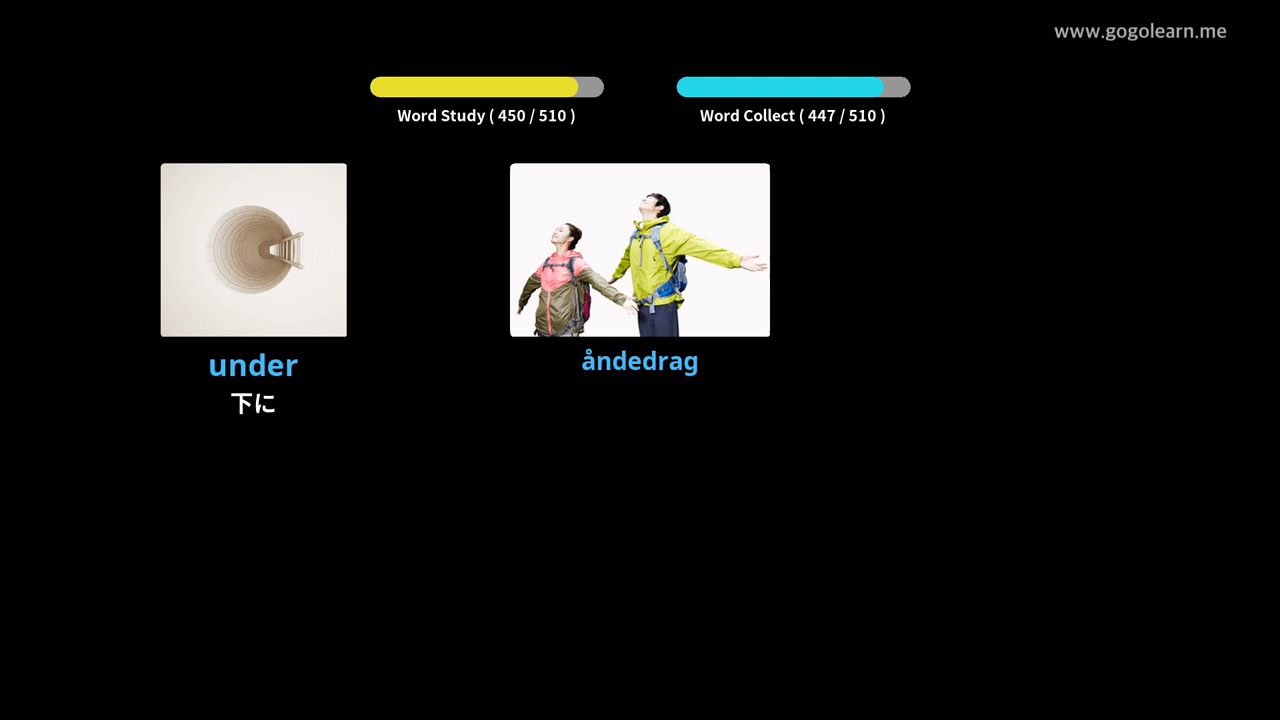 www.gogolearn.me
Word Study ( 450 / 510 )
Word Collect ( 447 / 510 )
under
下に
åndedrag